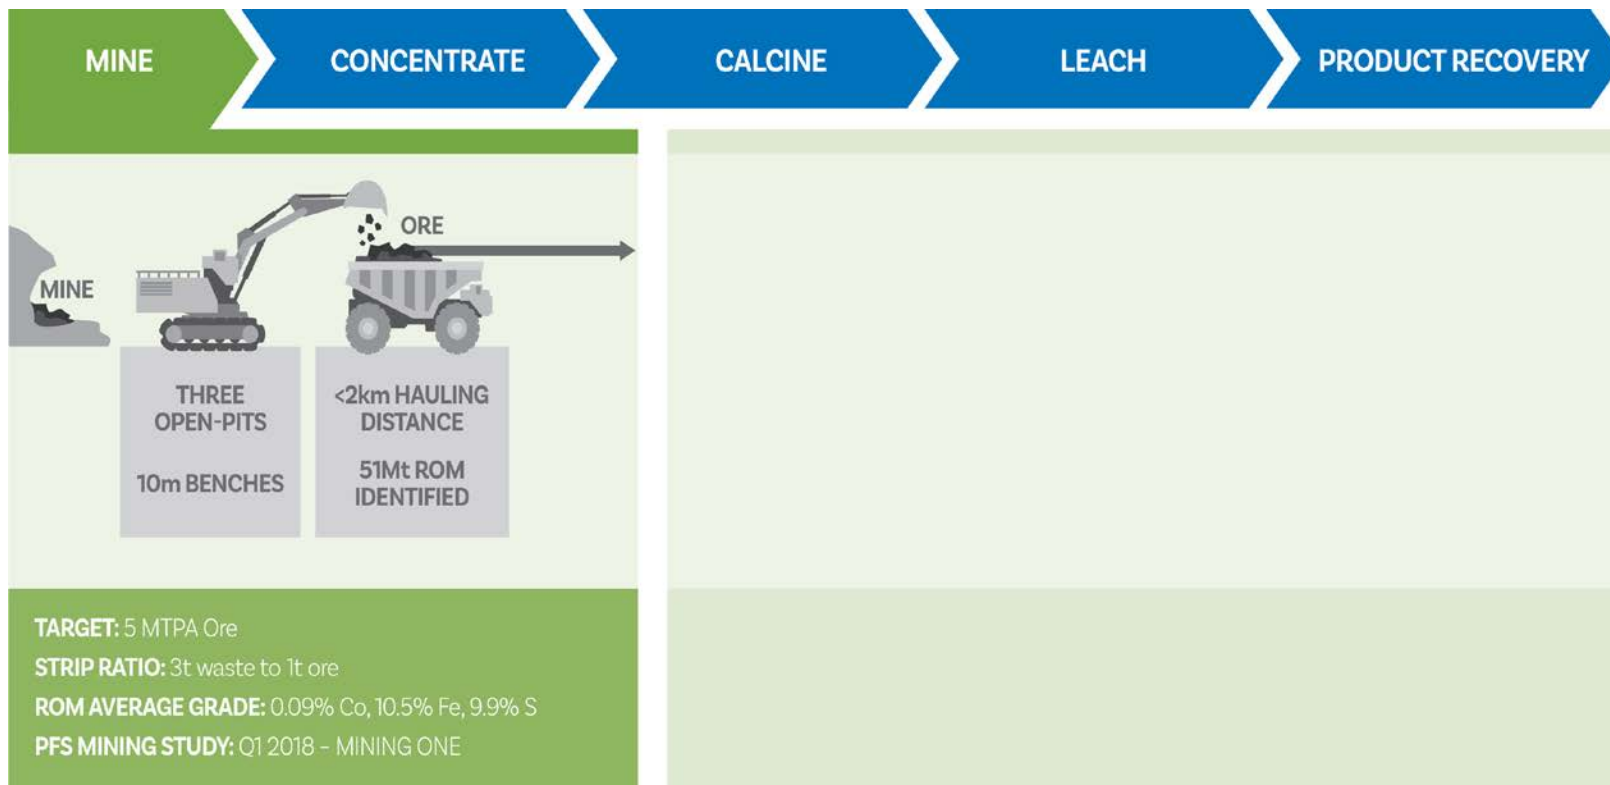 MINE
CONCENTRATE
CALCINE
LEACH
PRODUCT RECOVERY
ORE
MINE
THREE
OPEN-PITS
10m BENCHES
<2km HAULING
DISTANCE
51Mt ROM
IDENTIFIED
TARGET: 5 MTPA Ore
STRIP RATIO: 3t waste to 1t ore
ROM AVERAGE GRADE: 0.09% Co, 10.5% Fe, 9.9% S
PFS MINING STUDY: Q1 2018 – MINING ONE